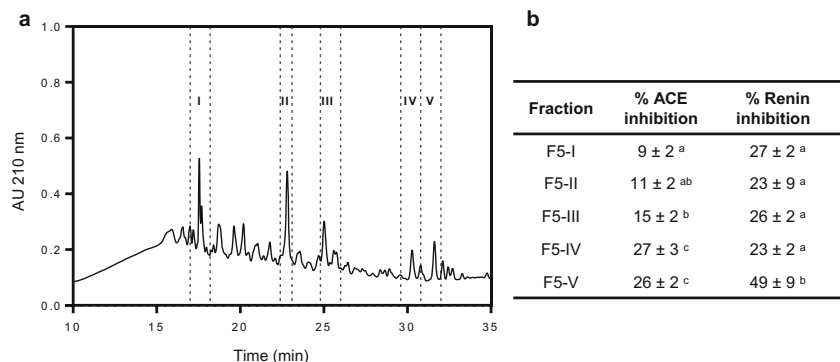 a
b
AU 210 nm
1.0
0.8
0.6
0.4
0.2
0.0
I
II
III
IV
V
10
15
20
25
30
35
Time (min)
Fraction % ACE inhibition % Renin inhibition
F5-I 9 ± 2 a 27 ± 2 a
F5-II 11 ± 2 ab 23 ± 9 a
F5-III 15 ± 2 b 26 ± 2 a
F5-IV 27 ± 3 c 23 ± 2 a
F5-V 26 ± 2 c 49 ± 9 b